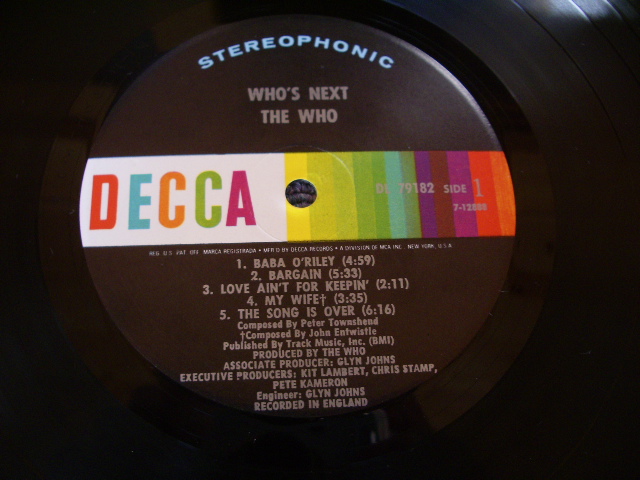 STEREOPHONIC
WHO'S NEXT
THE WHO
DECCA
DL 79182 SIDE 1
7-12888
REG. U.S. PAT. OFF. MARCA REGISTRADA • MFR'D BY DECCA RECORDS • A DIVISION OF MCA INC., NEW YORK, U.S.A.
1. BABA O'RILEY (4:59)
2. BARGAIN (5:33)
3. LOVE AIN'T FOR KEEPIN' (2:11)
4. MY WIFE† (3:35)
5. THE SONG IS OVER (6:16)
Composed By Peter Townshend
†Composed By John Entwistle
Published By Track Music, Inc. (BMI)
PRODUCED BY THE WHO
ASSOCIATE PRODUCER: GLYN JOHNS
EXECUTIVE PRODUCERS: KIT LAMBERT, CHRIS STAMP,
PETE KAMERON
Engineer: GLYN JOHNS
RECORDED IN ENGLAND